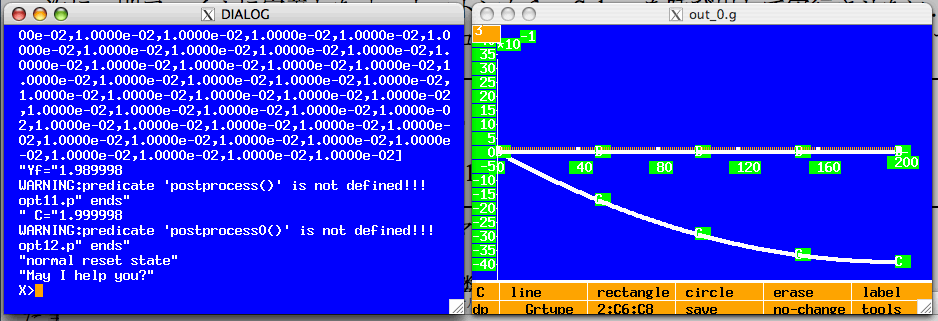 DIALOG
00e-02,1.0000e-02,1.0000e-02,1.0000e-02,1.0000e-02,1.0
000e-02,1.0000e-02,1.0000e-02,1.0000e-02,1.0000e-02,1.
0000e-02,1.0000e-02,1.0000e-02,1.0000e-02,1.0000e-02,1
.0000e-02,1.0000e-02,1.0000e-02,1.0000e-02,1.0000e-02,
1.0000e-02,1.0000e-02,1.0000e-02,1.0000e-02,1.0000e-02
,1.0000e-02,1.0000e-02,1.0000e-02,1.0000e-02,1.0000e-0
2,1.0000e-02,1.0000e-02,1.0000e-02,1.0000e-02,1.0000e-
02,1.0000e-02,1.0000e-02,1.0000e-02,1.0000e-02,1.0000e
-02,1.0000e-02,1.0000e-02,1.0000e-02,1.0000e-02]
"Yf="1.989998
WARNING:predicate 'postprocess()' is not defined!!!
opt11.p" ends"
" C="1.999998
WARNING:predicate 'postprocess0()' is not defined!!!
opt12.p" ends"
"normal reset state"
"May I help you?"
X>
out_0.g
3
x10 -1
35
30
25
20
15
10
5
-5 0 40 80 120 160 200
-10
-15
-20
-25
-30
-35
-40
C
C line rectangle circle erase label
dp Grtype 2:C6:C8 save no-change tools